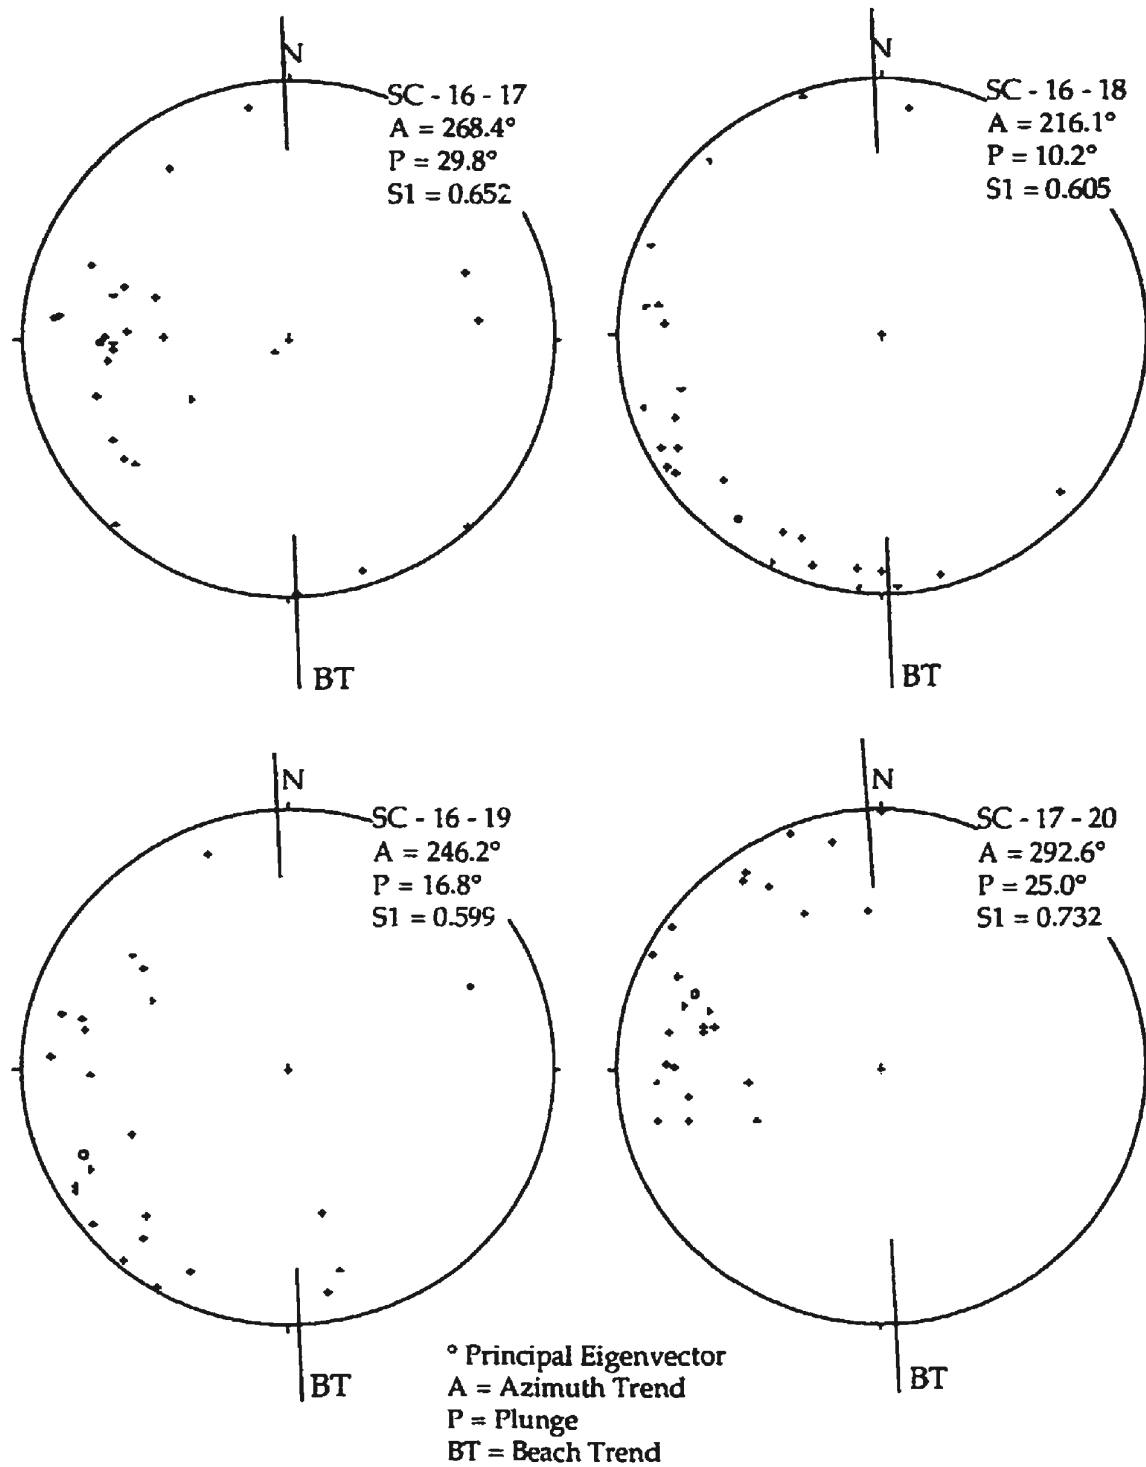 N
SC - 16 - 17
A = 268.4°
P = 29.8°
S1 = 0.652
BT
N
SC - 16 - 18
A = 216.1°
P = 10.2°
S1 = 0.605
BT
N
SC - 16 - 19
A = 246.2°
P = 16.8°
S1 = 0.599
BT
N
SC - 17 - 20
A = 292.6°
P = 25.0°
S1 = 0.732
BT
° Principal Eigenvector
A = Azimuth Trend
P = Plunge
BT = Beach Trend